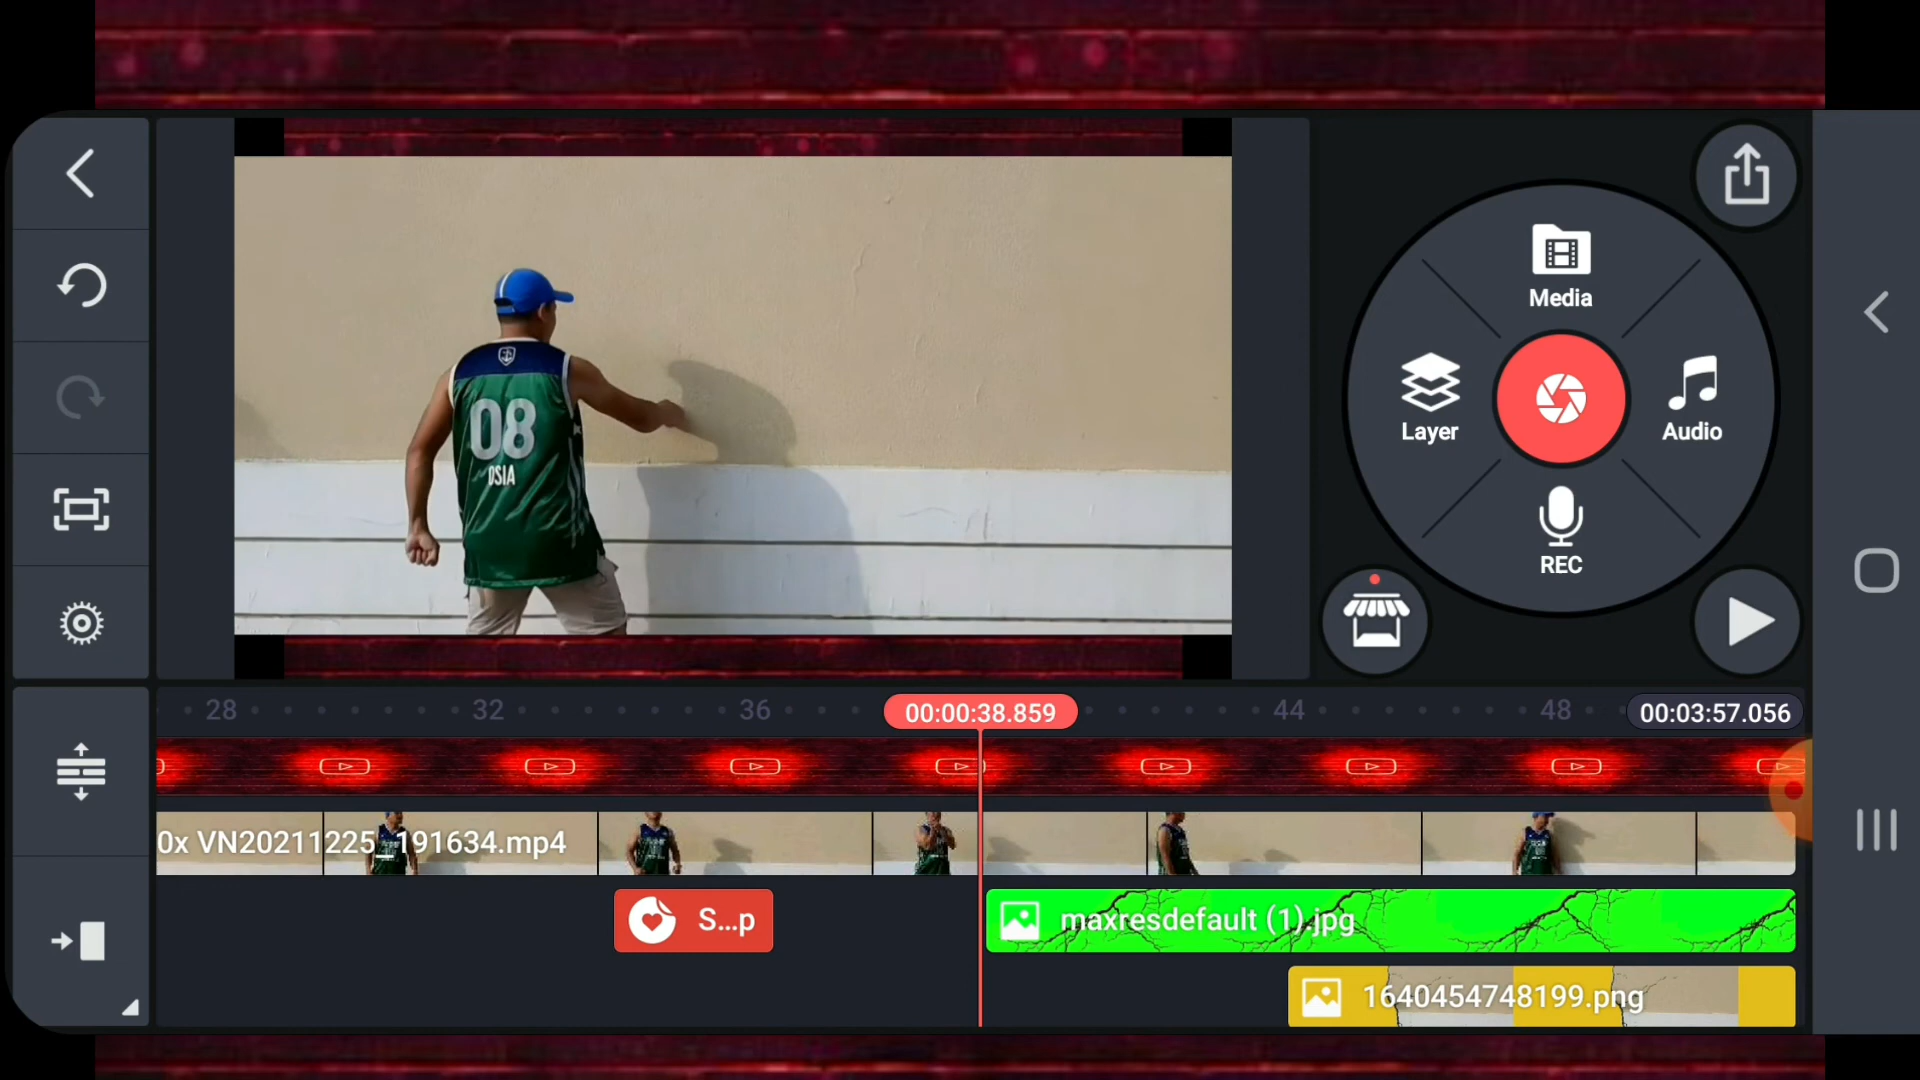 Media
Layer
Audio
REC
08
OSIA
28
32
36
00:00:38.859
44
48
00:03:57.056
0x VN20211225_191634.mp4
S...p
maxresdefault (1).jpg
1640454748199.png